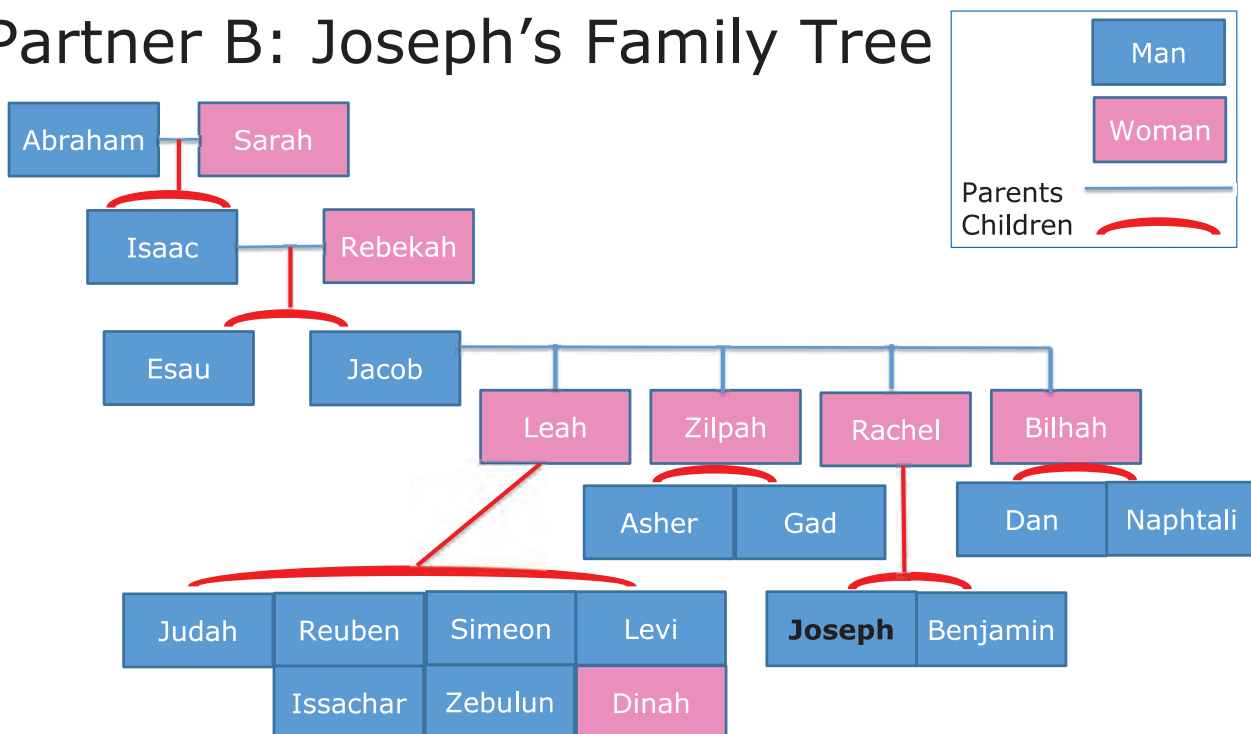 Partner B: Joseph's Family Tree
Man
Woman
Parents
Children
Abraham
Sarah
Isaac
Rebekah
Esau
Jacob
Leah
Zilpah
Rachel
Bilhah
Asher
Gad
Dan
Naphtali
Judah
Reuben
Simeon
Levi
Joseph
Benjamin
Issachar
Zebulun
Dinah